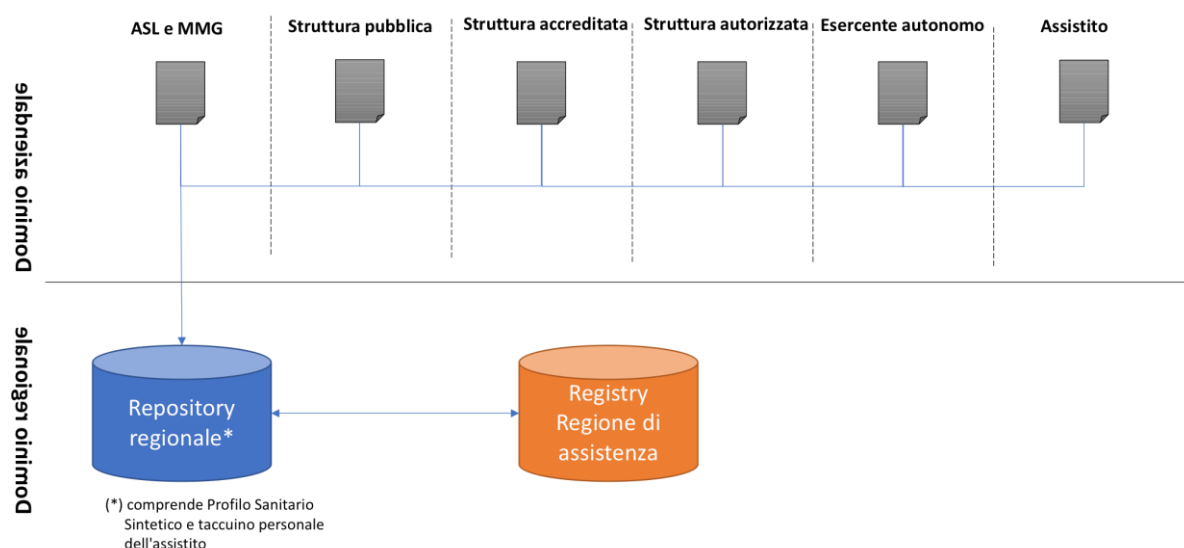 ASL e MMG
Struttura pubblica
Struttura accreditata
Struttura autorizzata
Esercente autonomo
Assistito
Dominio aziendale
Dominio regionale
Repository
regionale*
Registry
Regione di
assistenza
(*) comprende Profilo Sanitario
Sintetico e taccuino personale
dell'assistito